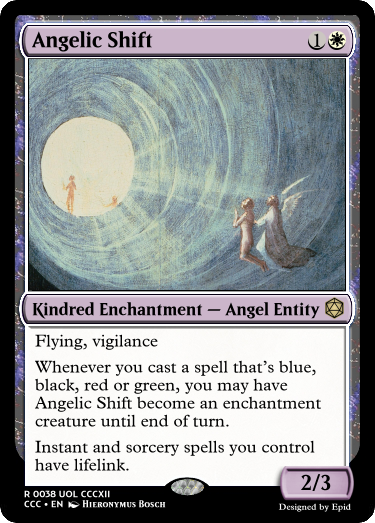 Angelic Shift 1
Kindred Enchantment — Angel Entity
Flying, vigilance
Whenever you cast a spell that's blue,
black, red or green, you may have
Angelic Shift become an enchantment
creature until end of turn.
Instant and sorcery spells you control
have lifelink.
2/3
R 0038 UOL CCCXII
CCC • EN Hieronymus Bosch
Designed by Epid